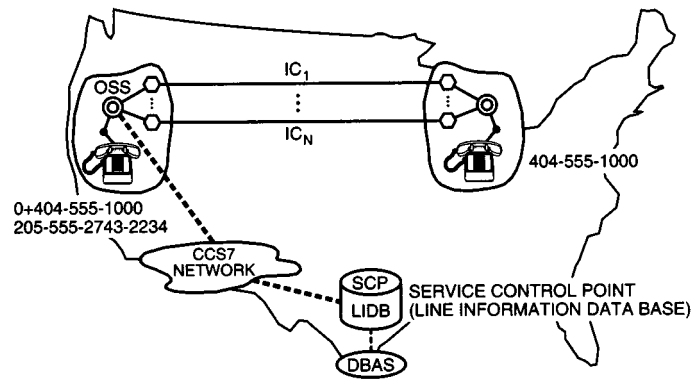 IC1
OSS
ICN
404-555-1000
0+404-555-1000
205-555-2743-2234
CCS7
NETWORK
SCP
LIDB
SERVICE CONTROL POINT
(LINE INFORMATION DATA BASE)
DBAS